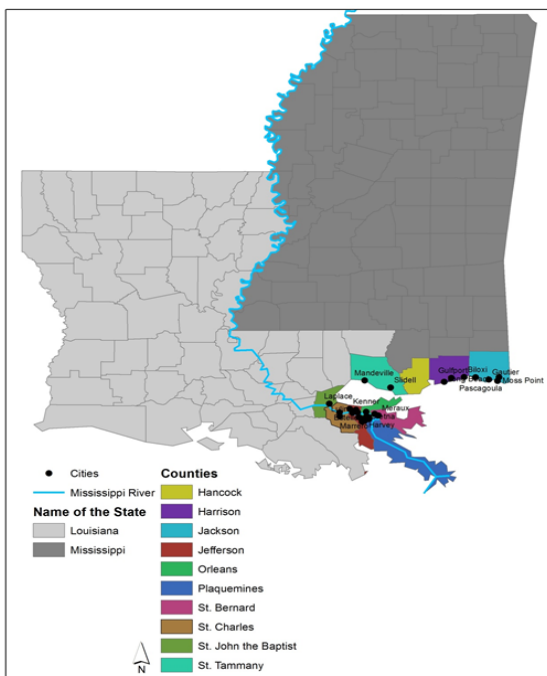 Mandeville
Slidell
Gulfport
Biloxi
Gautier
Moss Point
Pascagoula
Laplace
Kenner
Meraux
Harvey
Cities
Mississippi River
Name of the State
Louisiana
Mississippi
Counties
Hancock
Harrison
Jackson
Jefferson
Orleans
Plaquemines
St. Bernard
St. Charles
St. John the Baptist
St. Tammany
N